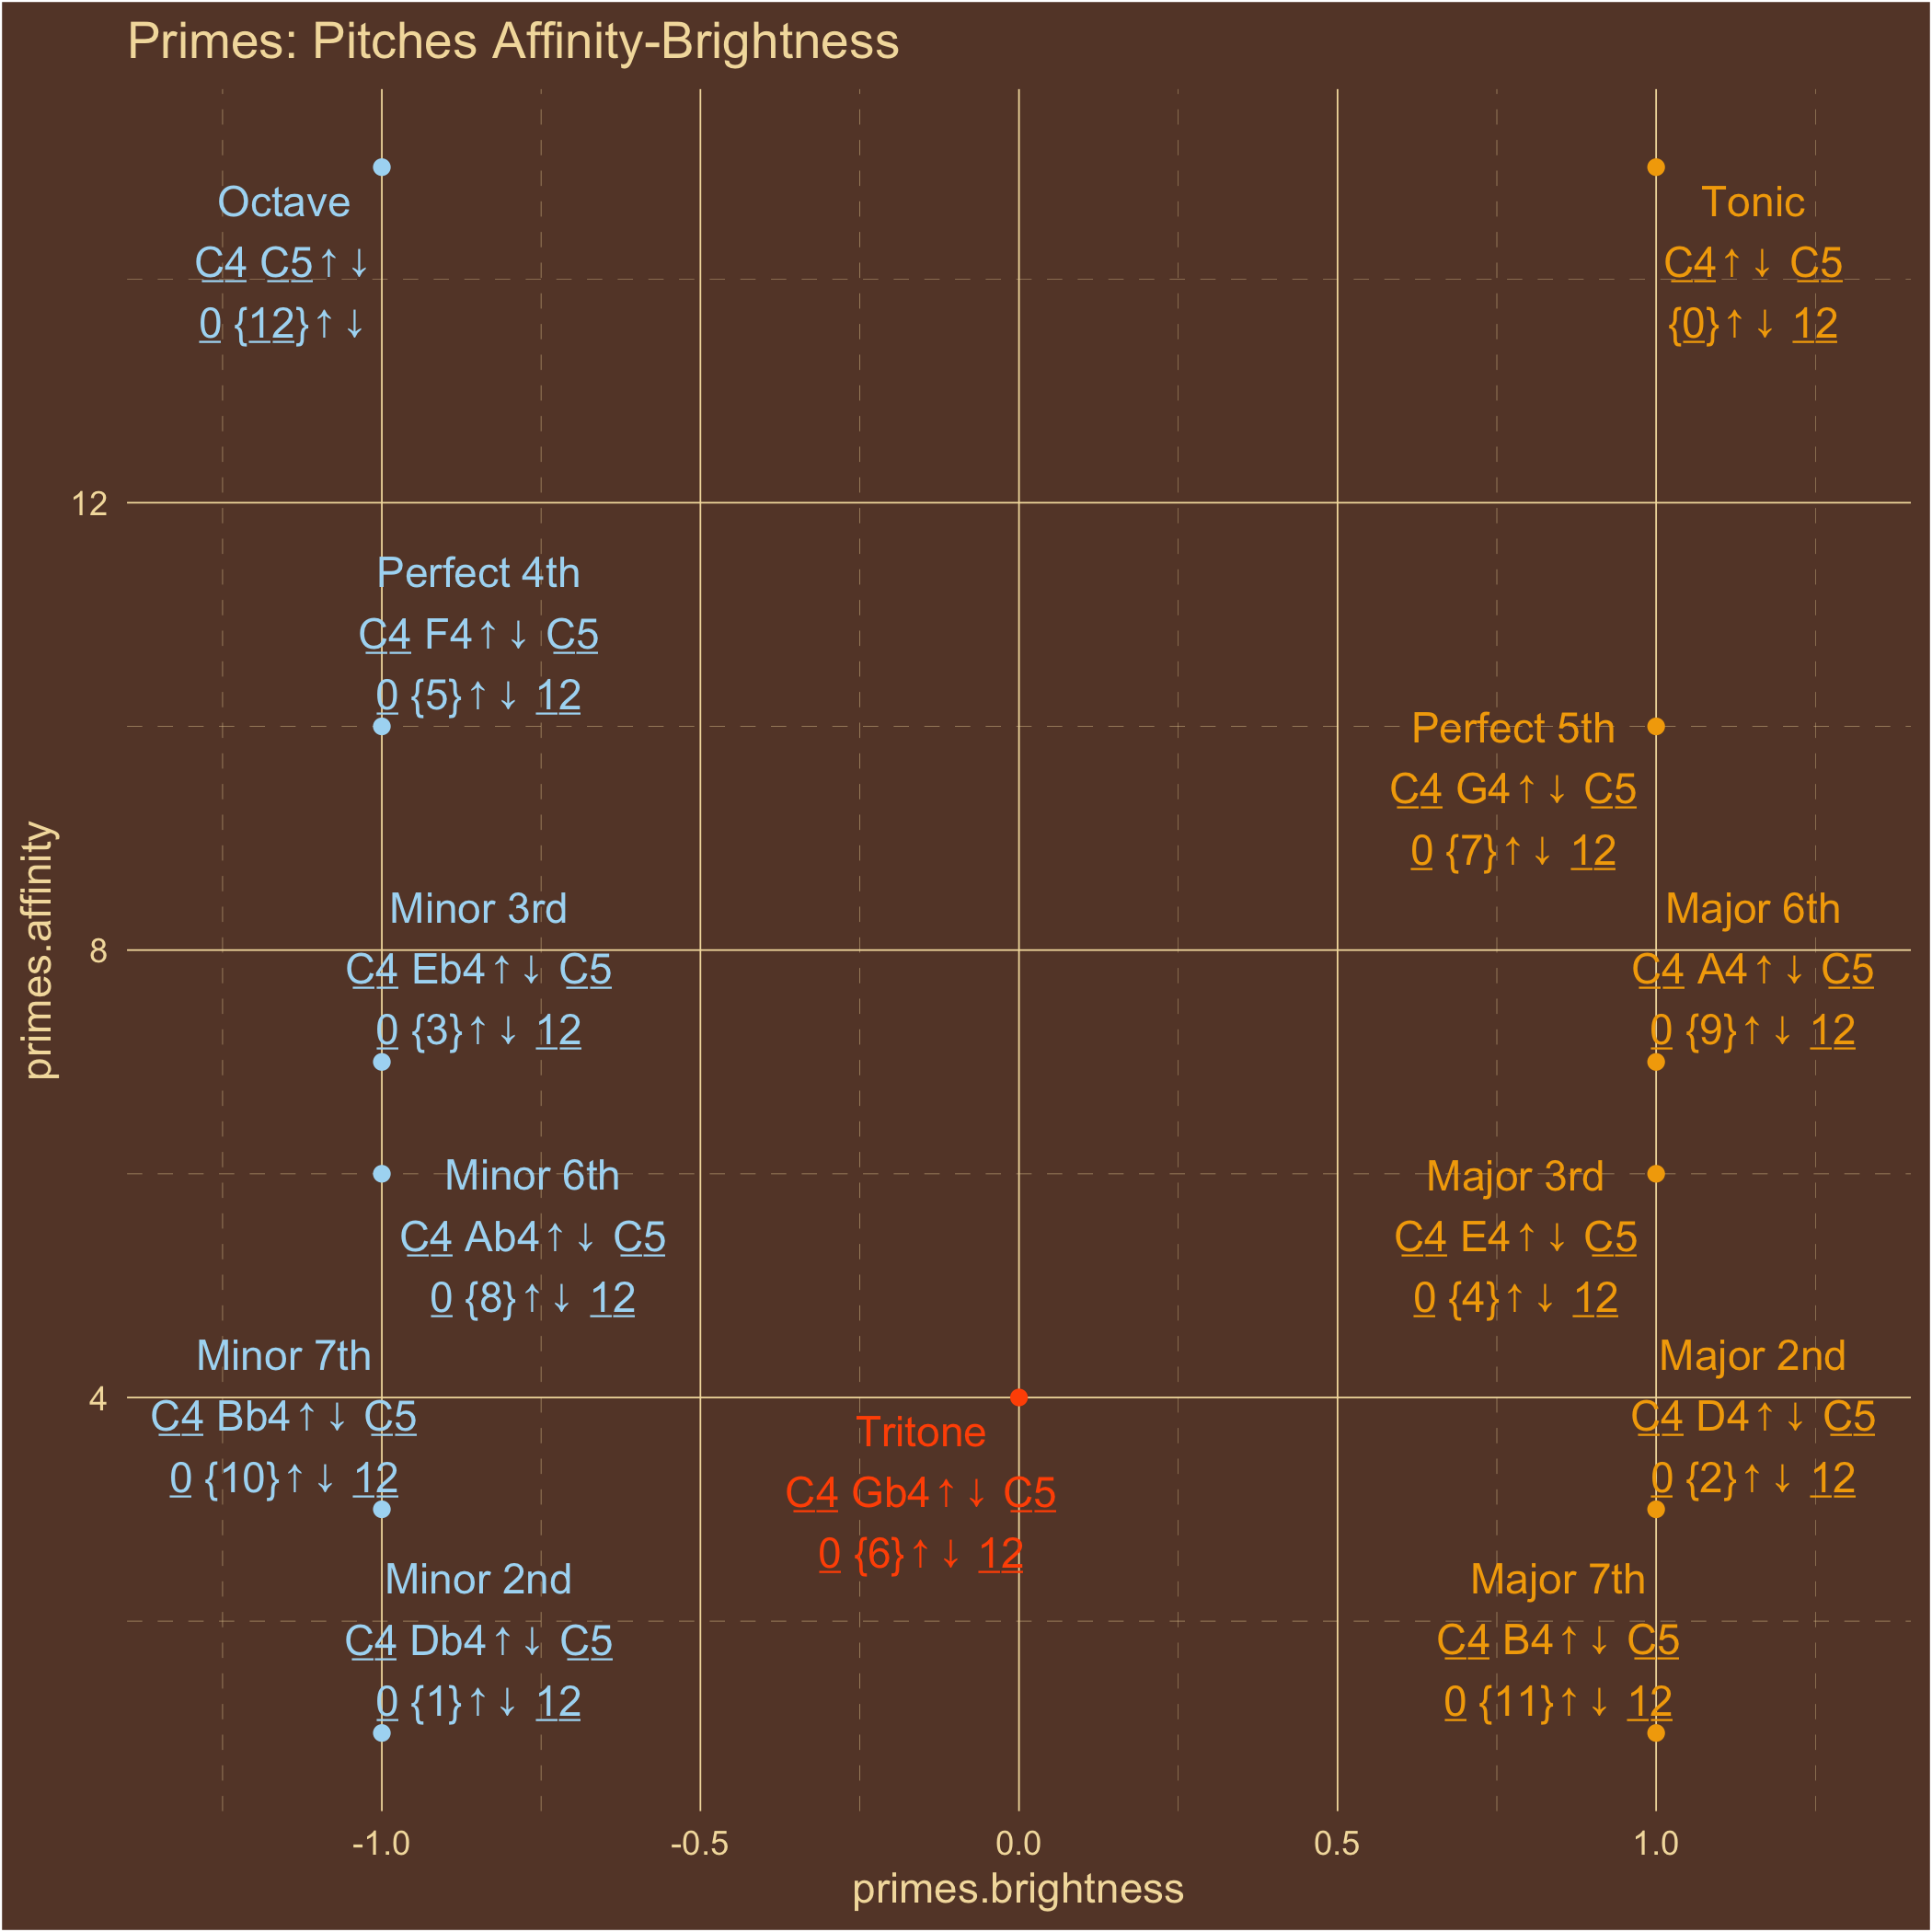 Primes: Pitches Affinity-Brightness
Octave
C4 C5↑↓
0 {12}↑↓
Tonic
C4↑↓ C5
{0}↑↓ 12
12
Perfect 4th
C4 F4↑↓ C5
0 {5}↑↓ 12
Perfect 5th
C4 G4↑↓ C5
0 {7}↑↓ 12
Minor 3rd
C4 Eb4↑↓ C5
0 {3}↑↓ 12
Major 6th
C4 A4↑↓ C5
0 {9}↑↓ 12
8
primes.affinity
Minor 6th
C4 Ab4↑↓ C5
0 {8}↑↓ 12
Major 3rd
C4 E4↑↓ C5
0 {4}↑↓ 12
Minor 7th
C4 Bb4↑↓ C5
0 {10}↑↓ 12
Major 2nd
C4 D4↑↓ C5
0 {2}↑↓ 12
4
Tritone
C4 Gb4↑↓ C5
0 {6}↑↓ 12
Minor 2nd
C4 Db4↑↓ C5
0 {1}↑↓ 12
Major 7th
C4 B4↑↓ C5
0 {11}↑↓ 12
-1.0 -0.5 0.0 0.5 1.0
primes.brightness